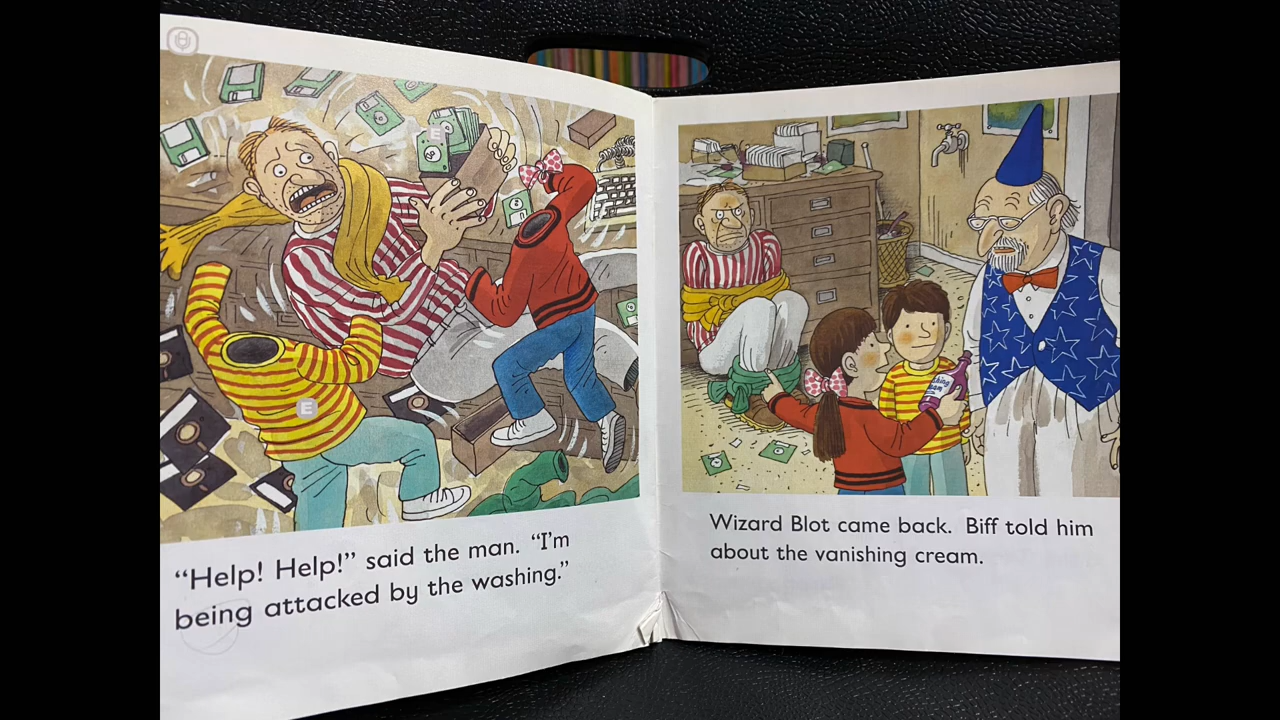 “Help! Help!” said the man. “I’m
being attacked by the washing.”
Wizard Blot came back. Biff told him
about the vanishing cream.
E
E